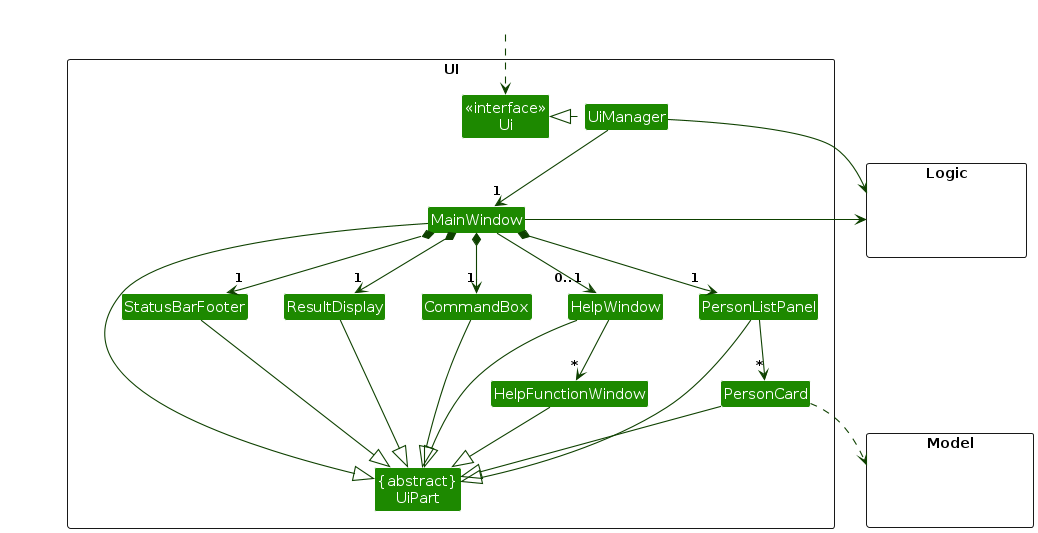 UI
«interface»
Ui
UiManager
Logic
1
MainWindow
1
1
1
0..1
1
StatusBarFooter
ResultDisplay
CommandBox
HelpWindow
PersonListPanel
*
*
HelpFunctionWindow
PersonCard
Model
{abstract}
UiPart